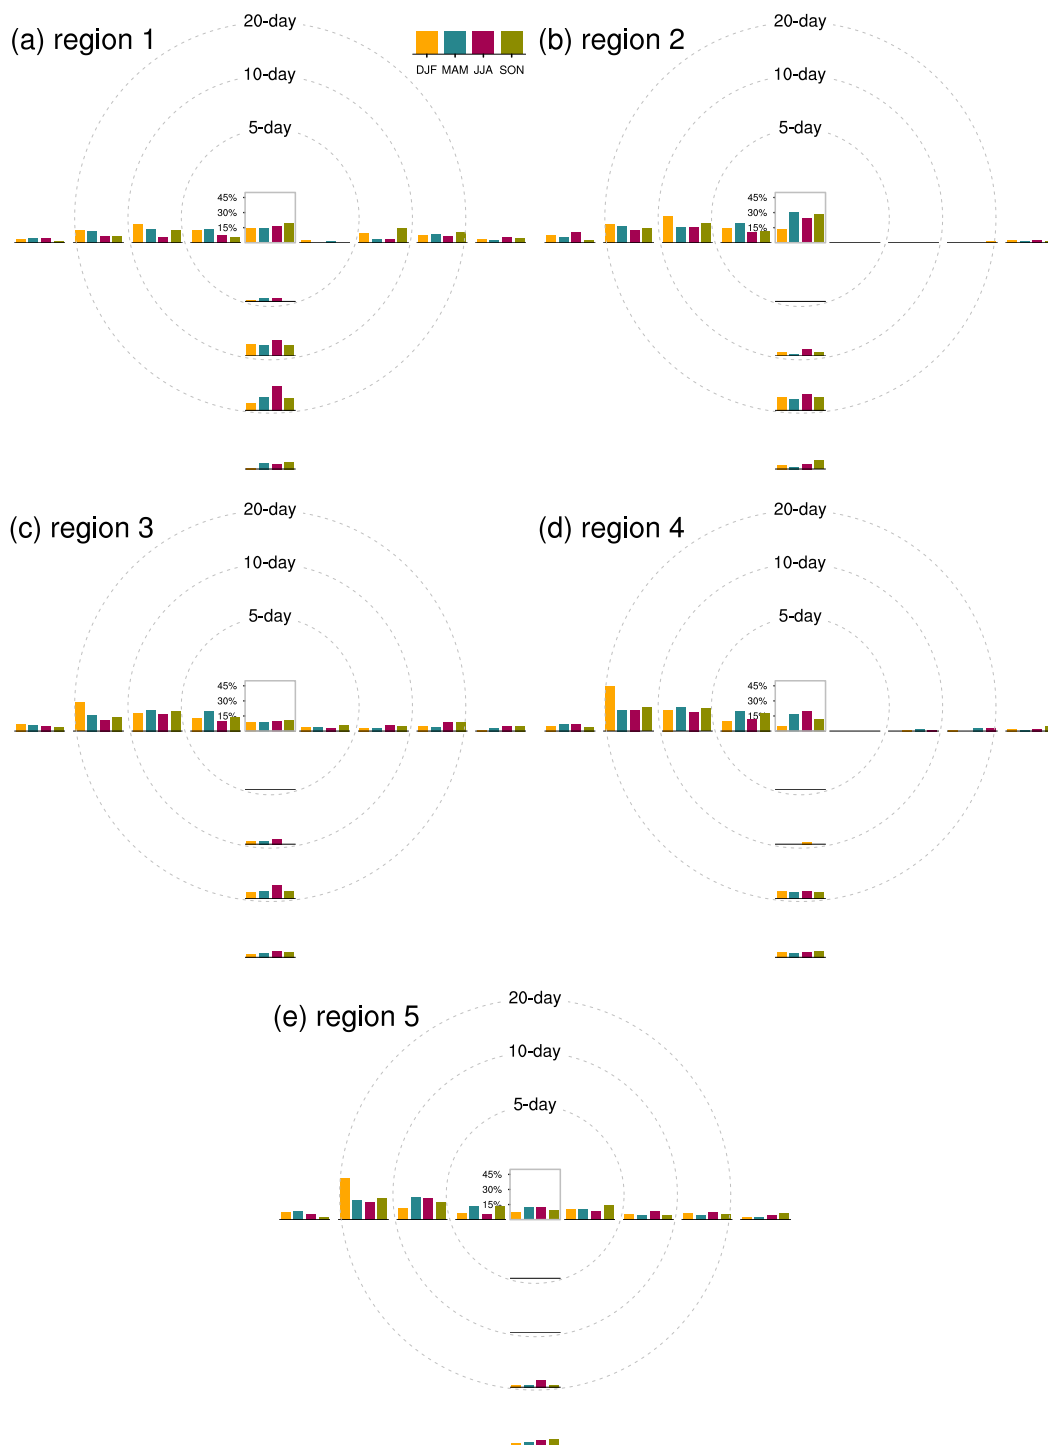 (a) region 1
20-day
10-day
5-day
45%
30%
15%
DJF MAM JJA SON
(b) region 2
20-day
10-day
5-day
45%
30%
15%
(c) region 3
20-day
10-day
5-day
45%
30%
15%
(d) region 4
20-day
10-day
5-day
45%
30%
15%
(e) region 5
20-day
10-day
5-day
45%
30%
15%